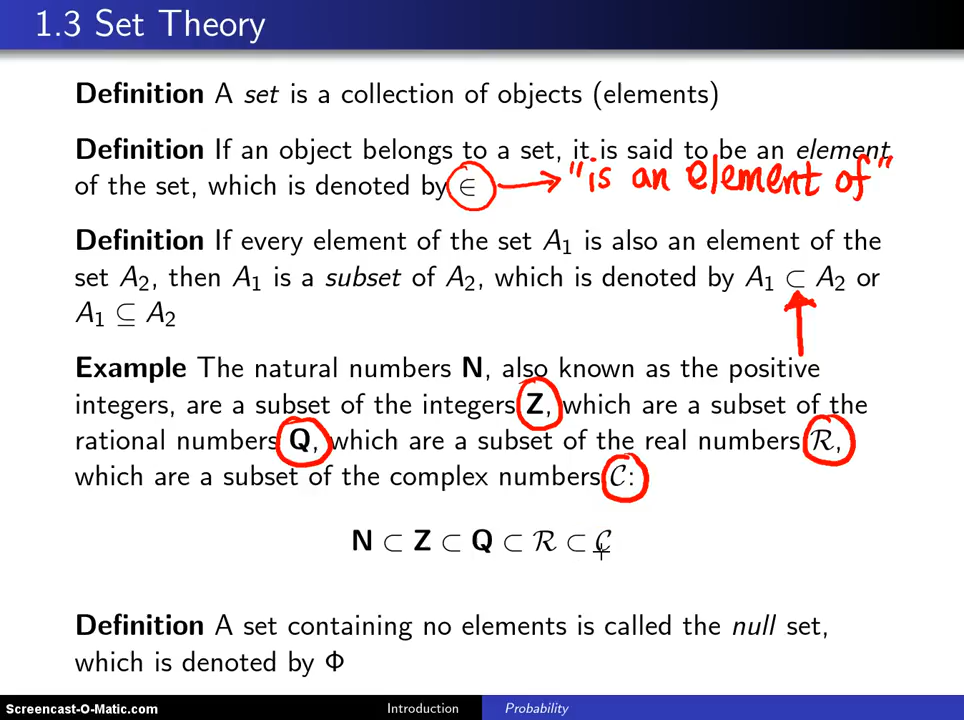 1.3 Set Theory
Definition A set is a collection of objects (elements)
Definition If an object belongs to a set, it is said to be an element
of the set, which is denoted by ∈ → "is an element of"
Definition If every element of the set A₁ is also an element of the
set A₂, then A₁ is a subset of A₂, which is denoted by A₁ ⊂ A₂ or
A₁ ⊆ A₂
Example The natural numbers N, also known as the positive
integers, are a subset of the integers Z, which are a subset of the
rational numbers Q, which are a subset of the real numbers ℛ,
which are a subset of the complex numbers 𝒞:
N ⊂ Z ⊂ Q ⊂ ℛ ⊂ 𝒞
Definition A set containing no elements is called the null set,
which is denoted by Φ
Screencast-O-Matic.com Introduction Probability